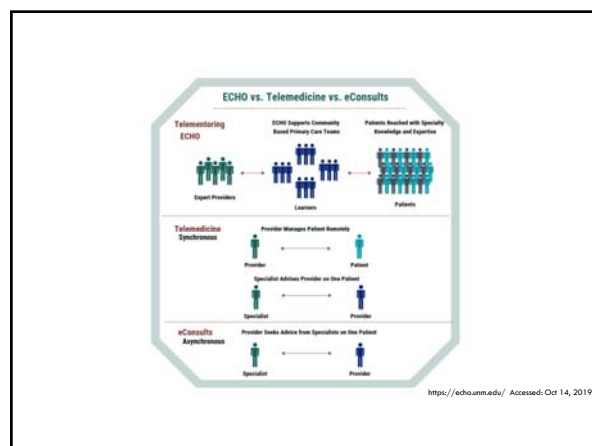 ECHO vs. Telemedicine vs. eConsults
Telementoring
ECHO
ECHO Supports Community
Based Primary Care Teams
Patients Reached with Specialty
Knowledge and Expertise
Expert Providers
Learners
Patients
Telemedicine
Synchronous
Provider Manages Patient Remotely
Provider
Patient
Specialist Advises Provider on One Patient
Specialist
Provider
eConsults
Asynchronous
Provider Seeks Advice from Specialists on One Patient
Specialist
Provider
https://echo.unm.edu/ Accessed: Oct 14, 2019